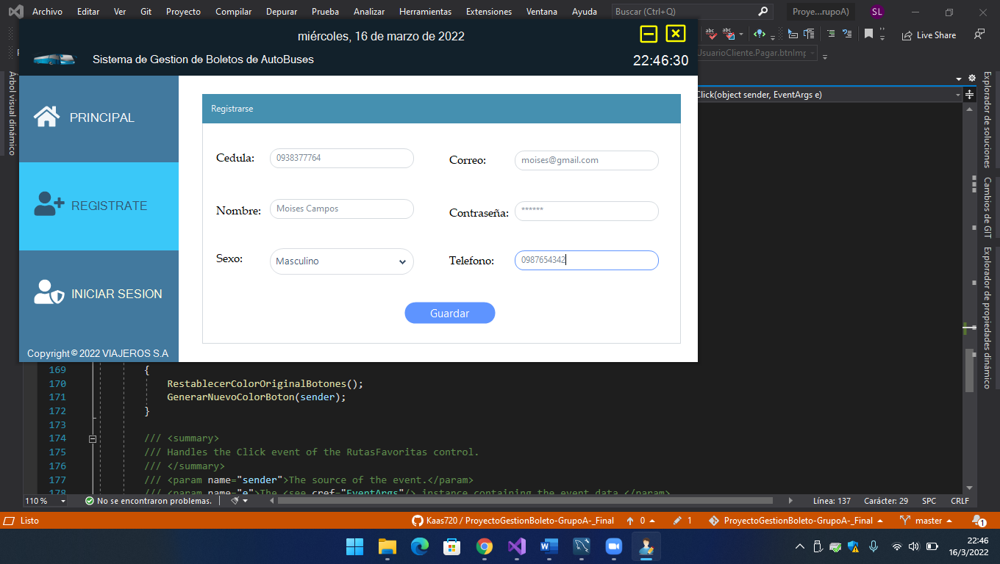 Archivo Editar Ver Git Proyecto Compilar Depurar Prueba Analizar Herramientas Extensiones Ventana Ayuda Buscar (Ctrl+Q) Proye...rupoA) SL
miércoles, 16 de marzo de 2022
Live Share
Sistema de Gestion de Boletos de AutoBuses
22:46:30
UsuarioCliente.Pagar.btnImp
Click(object sender, EventArgs e)
Árbol visual dinámico
PRINCIPAL
REGISTRATE
INICIAR SESION
Copyright © 2022 VIAJEROS S.A
Registrarse
Cedula: 0938377764
Correo: moises@gmail.com
Nombre: Moises Campos
Contraseña: ******
Sexo: Masculino
Telefono: 0987654342
Guardar
Explorador de soluciones
Cambios de GIT
Explorador de propiedades dinámico
169 {
170 RestablecerColorOriginalBotones();
171 GenerarNuevoColorBoton(sender);
172 }
173
174 /// <summary>
175 /// Handles the Click event of the RutasFavoritas control.
176 /// </summary>
177 /// <param name="sender">The source of the event.</param>
178 /// <param name="e">The <see cref="EventArgs"/> instance containing the event data.</param>
110 % No se encontraron problemas. Línea: 137 Carácter: 29 SPC CRLF
Listo Kaas720 / ProyectoGestionBoleto-GrupoA-_Final 0 1 ProyectoGestionBoleto-GrupoA-_Final master 1
22:46
16/3/2022